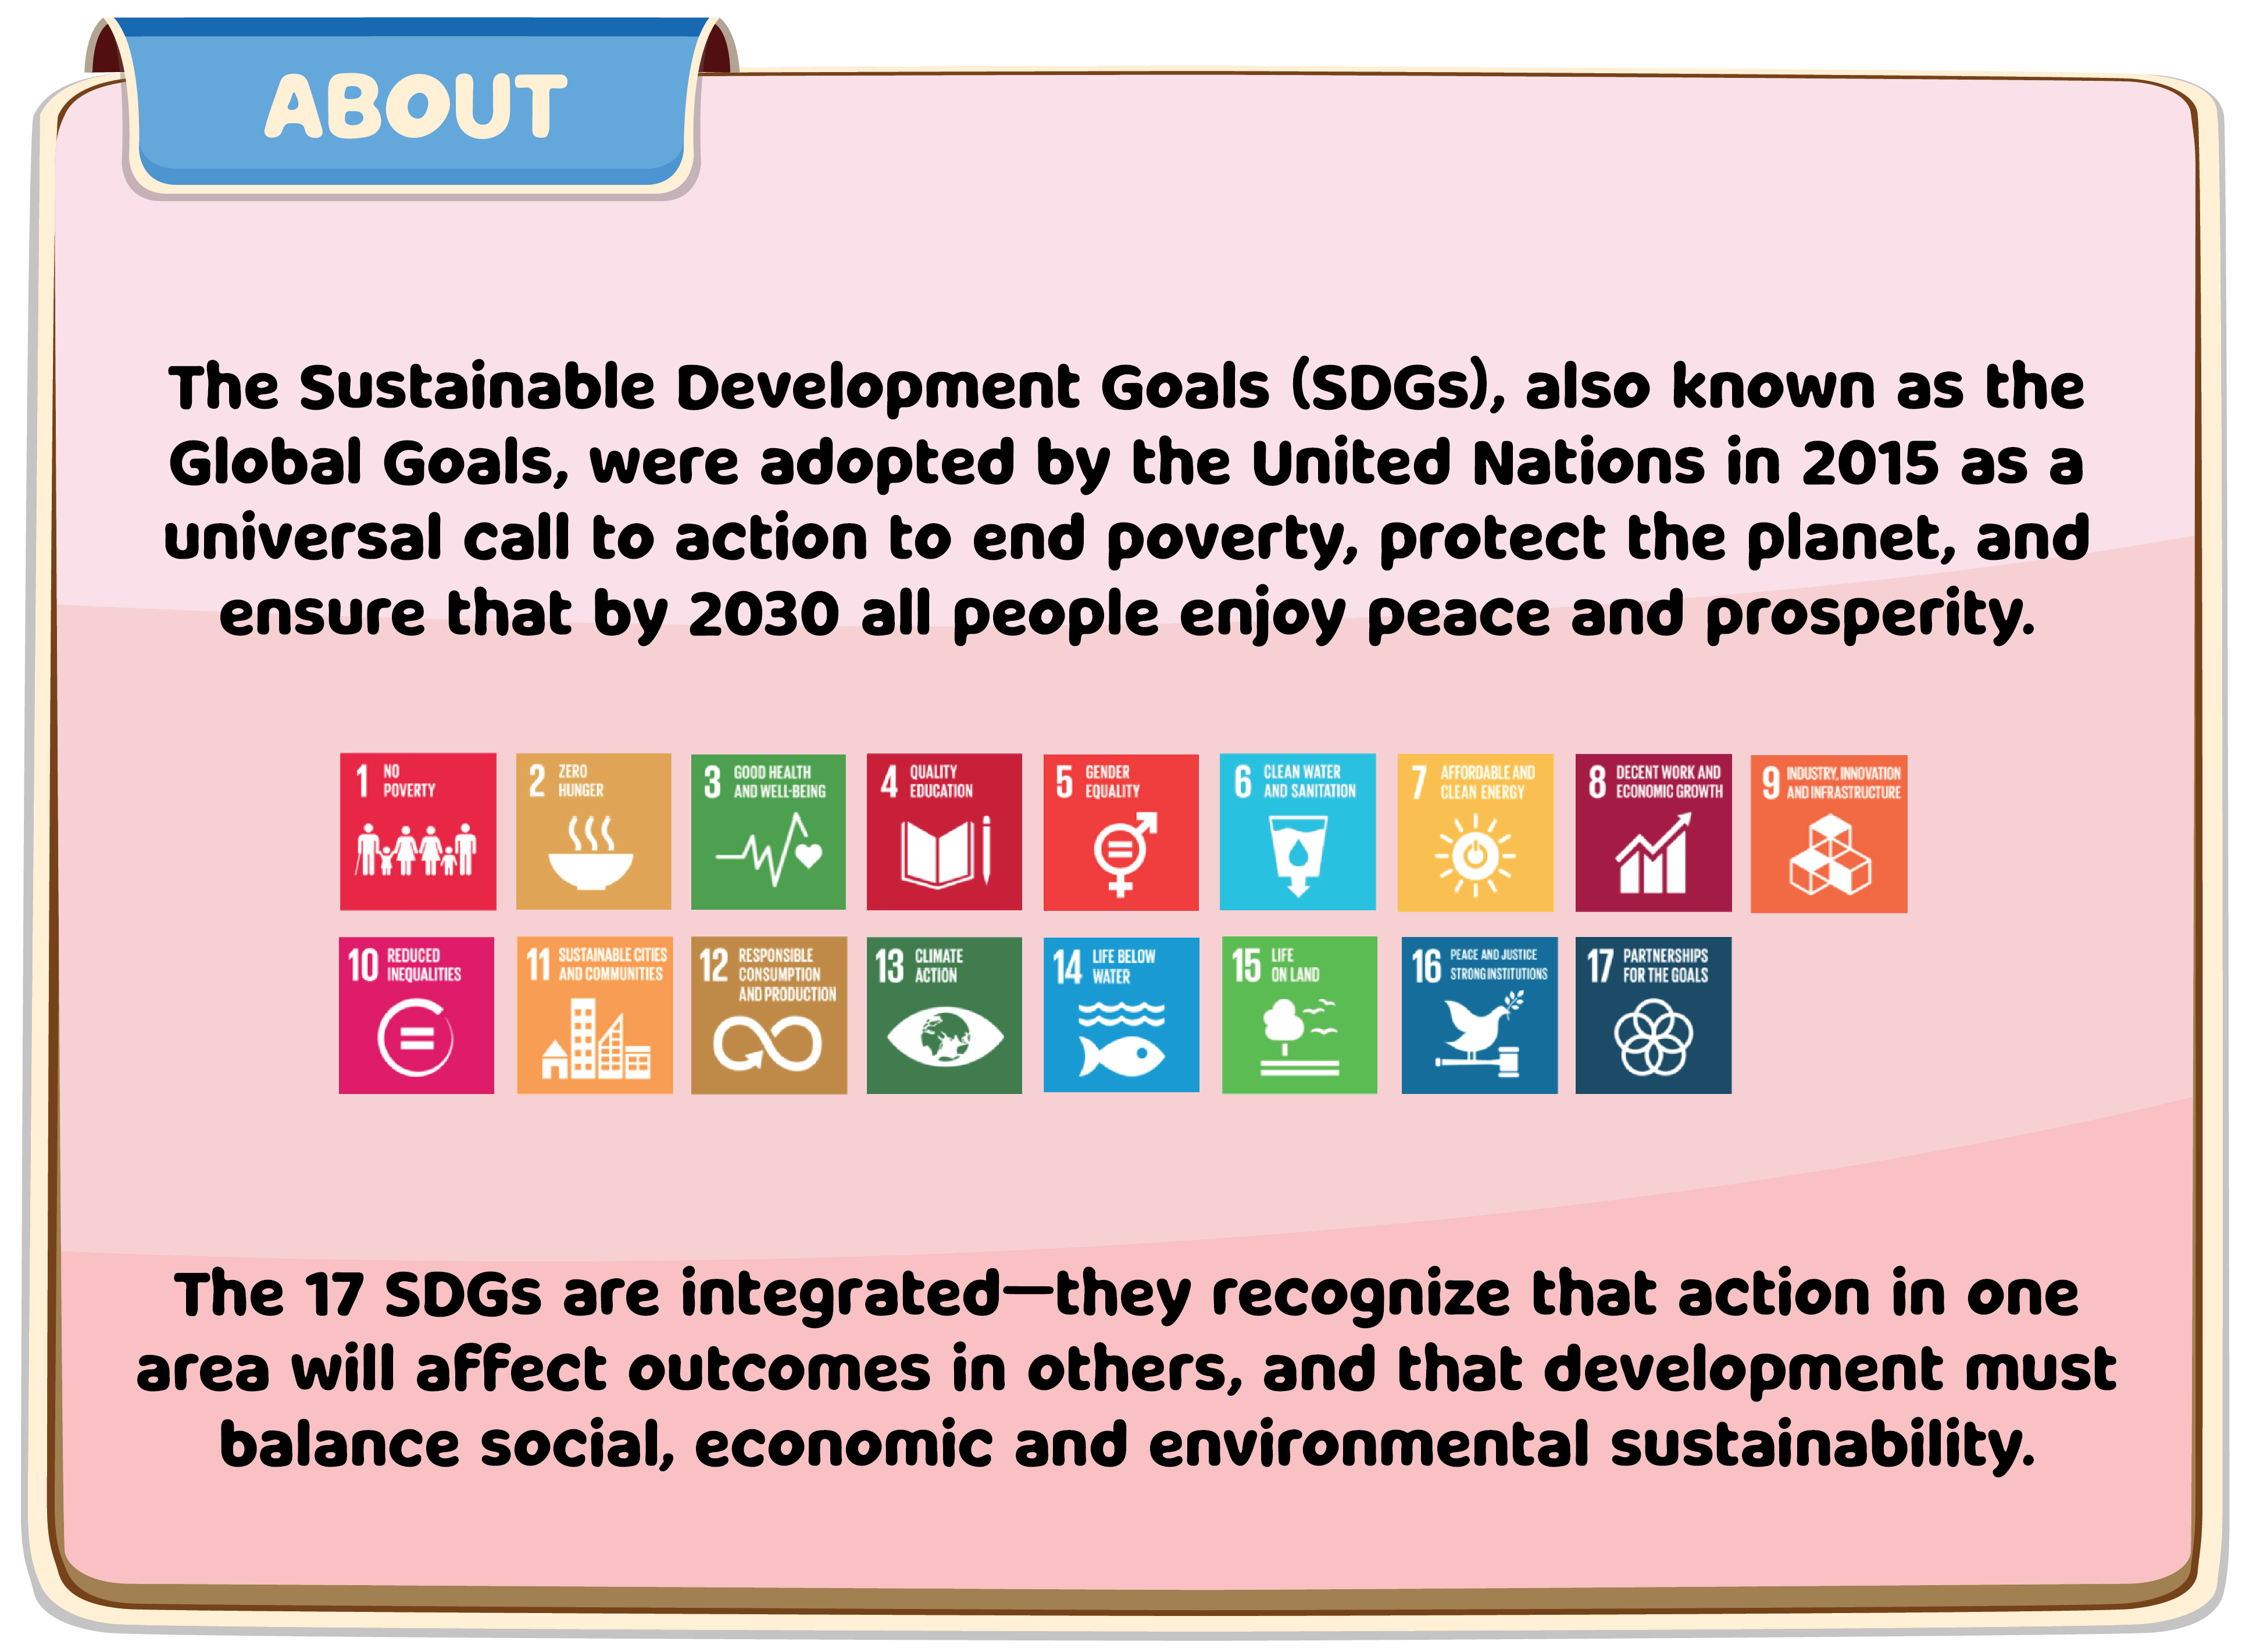 ABOUT
The Sustainable Development Goals (SDGs), also known as the
Global Goals, were adopted by the United Nations in 2015 as a
universal call to action to end poverty, protect the planet, and
ensure that by 2030 all people enjoy peace and prosperity.
1 NO
POVERTY
2 ZERO
HUNGER
3 GOOD HEALTH
AND WELL-BEING
4 QUALITY
EDUCATION
5 GENDER
EQUALITY
6 CLEAN WATER
AND SANITATION
7 AFFORDABLE AND
CLEAN ENERGY
8 DECENT WORK AND
ECONOMIC GROWTH
9 INDUSTRY, INNOVATION
AND INFRASTRUCTURE
10 REDUCED
INEQUALITIES
11 SUSTAINABLE CITIES
AND COMMUNITIES
12 RESPONSIBLE
CONSUMPTION
AND PRODUCTION
13 CLIMATE
ACTION
14 LIFE BELOW
WATER
15 LIFE
ON LAND
16 PEACE AND JUSTICE
STRONG INSTITUTIONS
17 PARTNERSHIPS
FOR THE GOALS
The 17 SDGs are integrated—they recognize that action in one
area will affect outcomes in others, and that development must
balance social, economic and environmental sustainability.